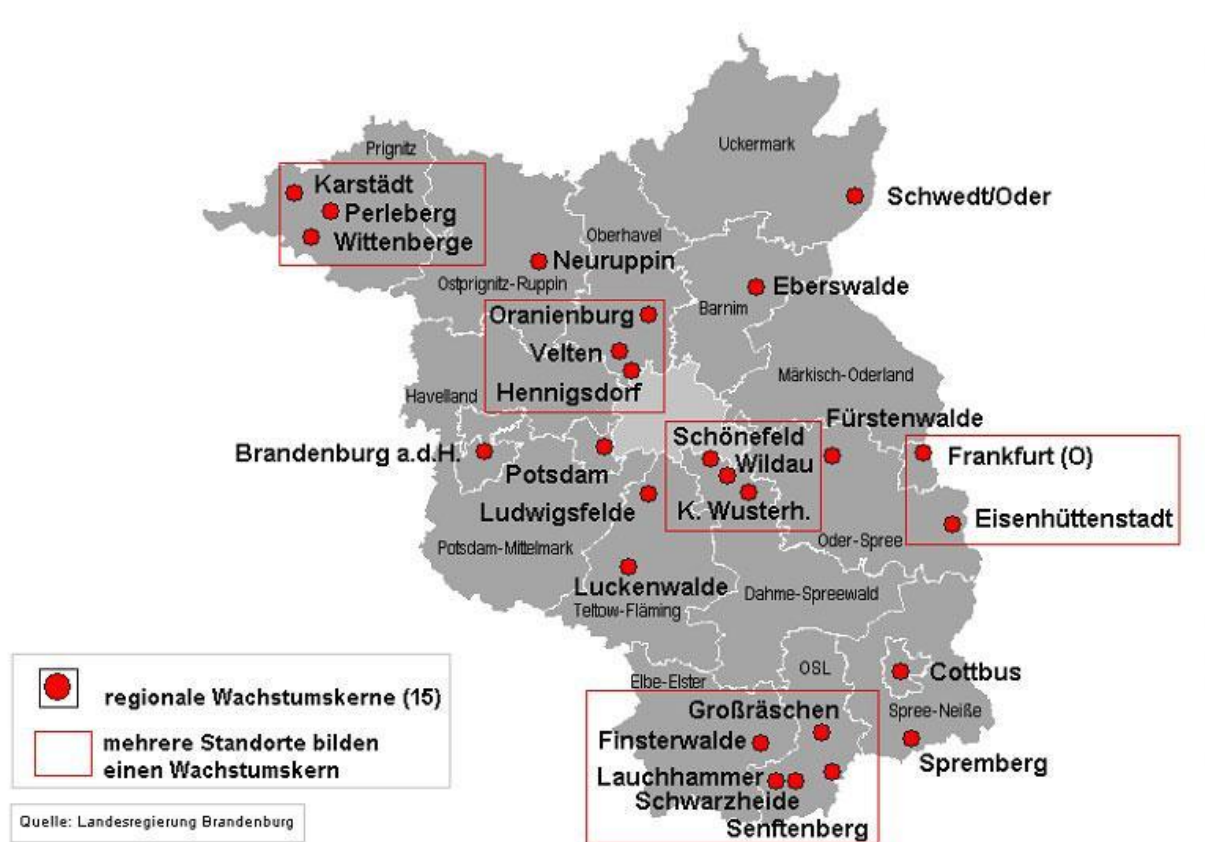 Prignitz
Uckermark
Karstädt
Perleberg
Wittenberge
Schwedt/Oder
Oberhavel
Neuruppin
Ostprignitz-Ruppin
Eberswalde
Barnim
Oranienburg
Velten
Hennigsdorf
Märkisch-Oderland
Havelland
Fürstenwalde
Schönefeld
Brandenburg a.d.H.
Wildau
Frankfurt (O)
Potsdam
K. Wusterh.
Ludwigsfelde
Eisenhüttenstadt
Oder-Spree
Potsdam-Mittelmark
Luckenwalde
Dahme-Spreewald
Teltow-Fläming
OSL
Cottbus
Elbe-Elster
Spree-Neiße
Großräschen
Finsterwalde
Spremberg
Lauchhammer
Schwarzheide
Senftenberg
regionale Wachstumskerne (15)
mehrere Standorte bilden
einen Wachstumskern
Quelle: Landesregierung Brandenburg